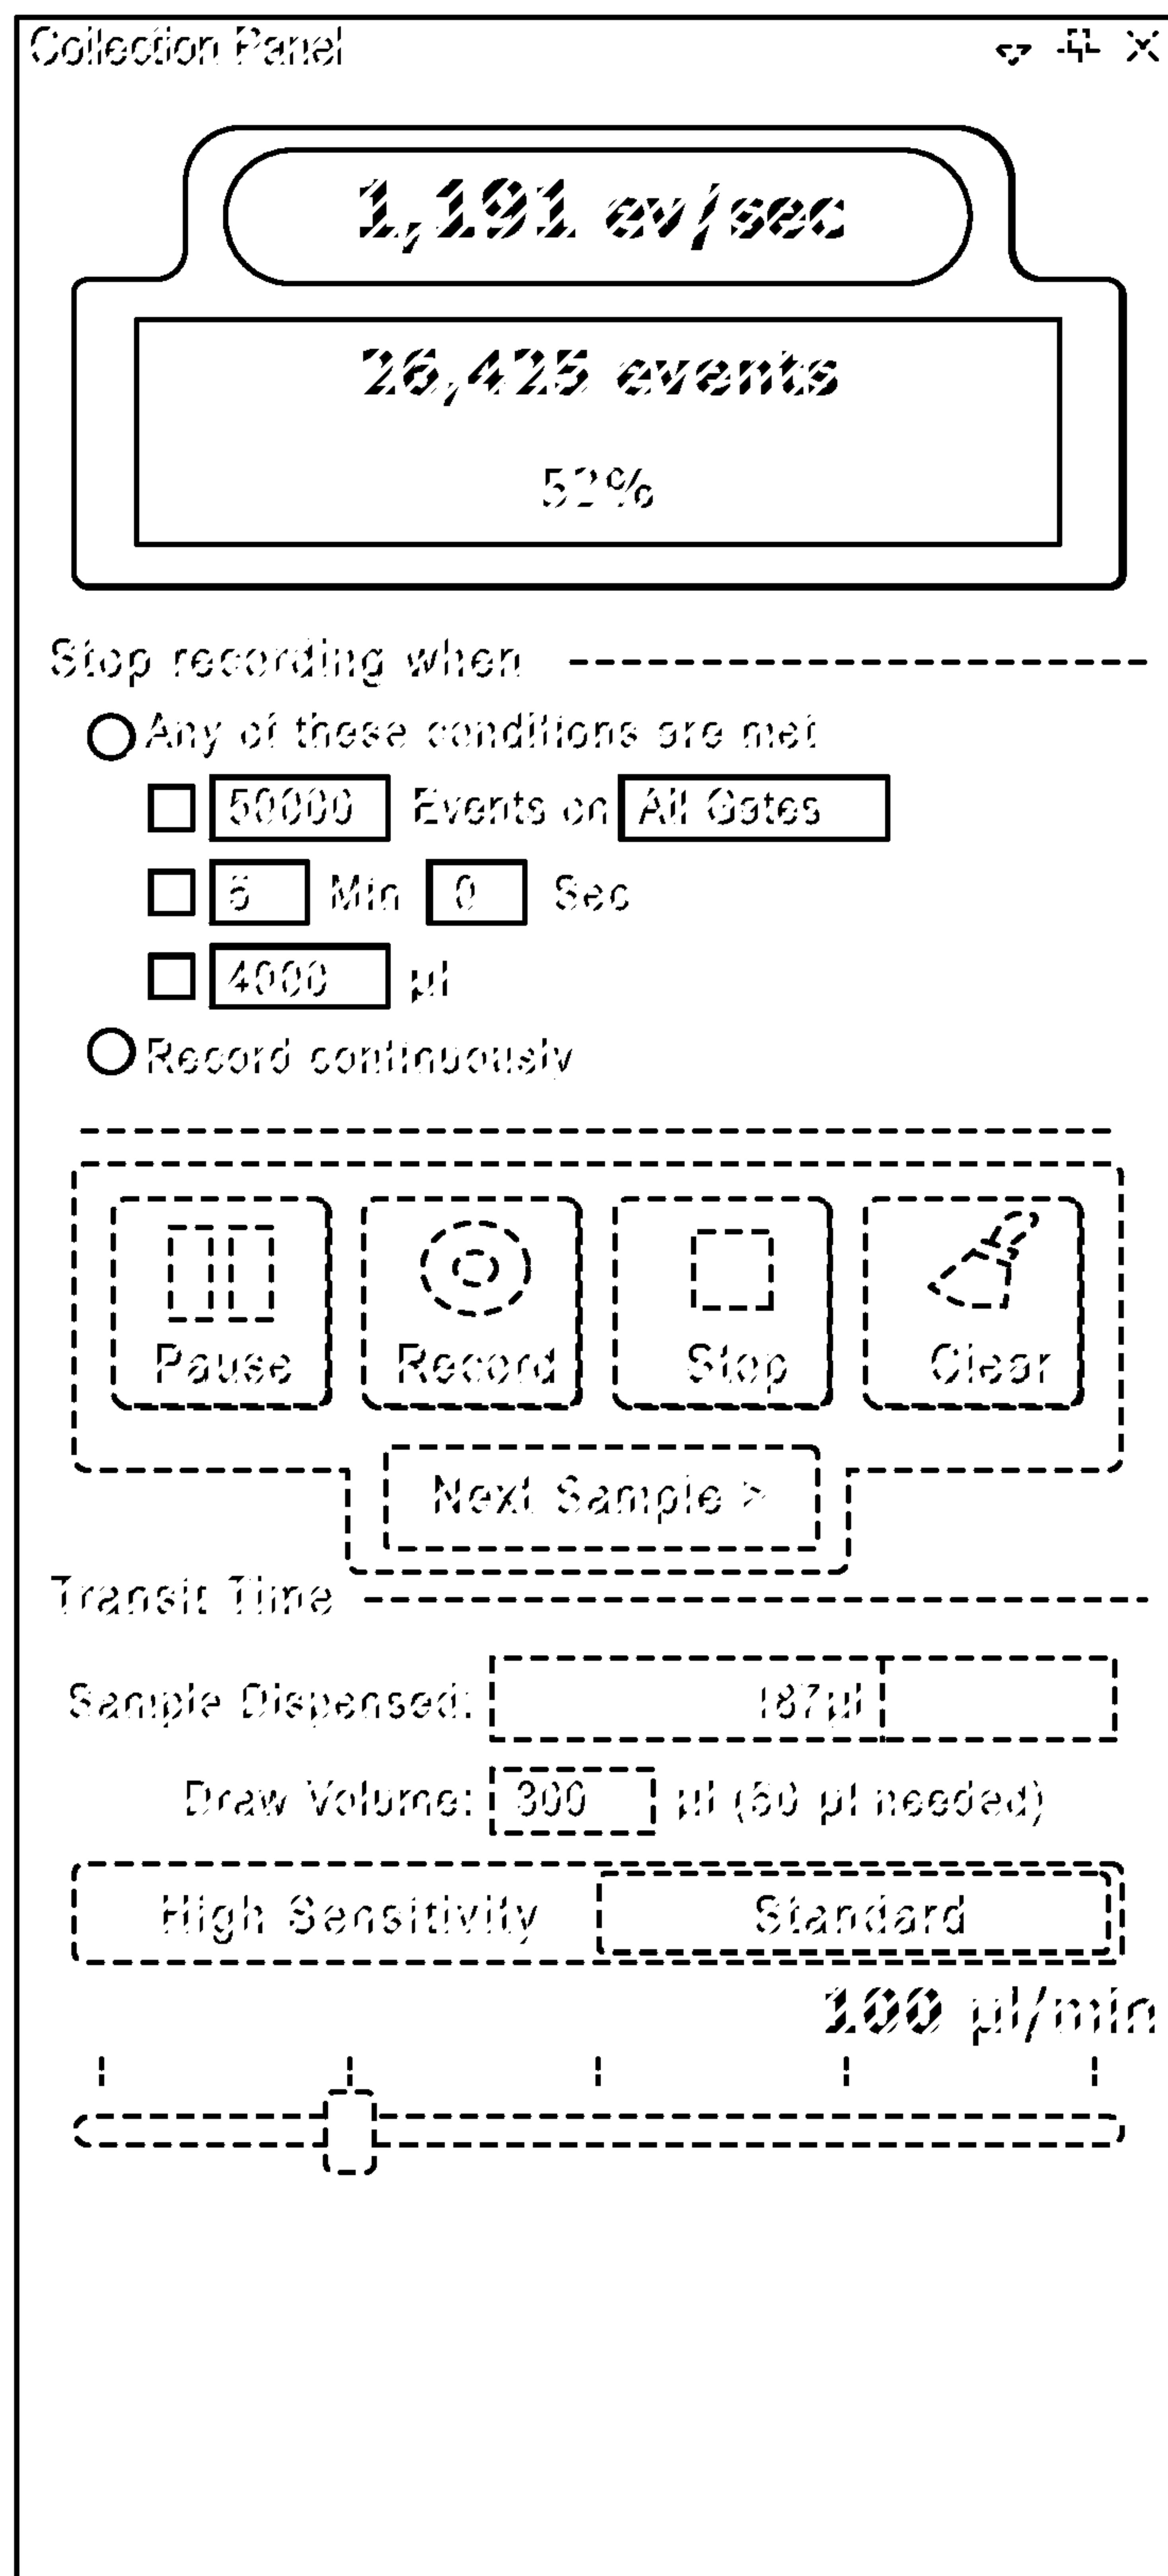 Collection Panel
1,191 ev/sec
26,425 events
52%
Stop recording when
Any of these conditions are met
50000 Events on All Gates
Min 0 Sec
4000 µl
Record continuously
Pause Record Stop Clear
Next Sample >
Transit Time
Sample Dispensed: 187µl
Draw Volume: 300 µl (50 µl needed)
High Sensitivity Standard
100 µl/min